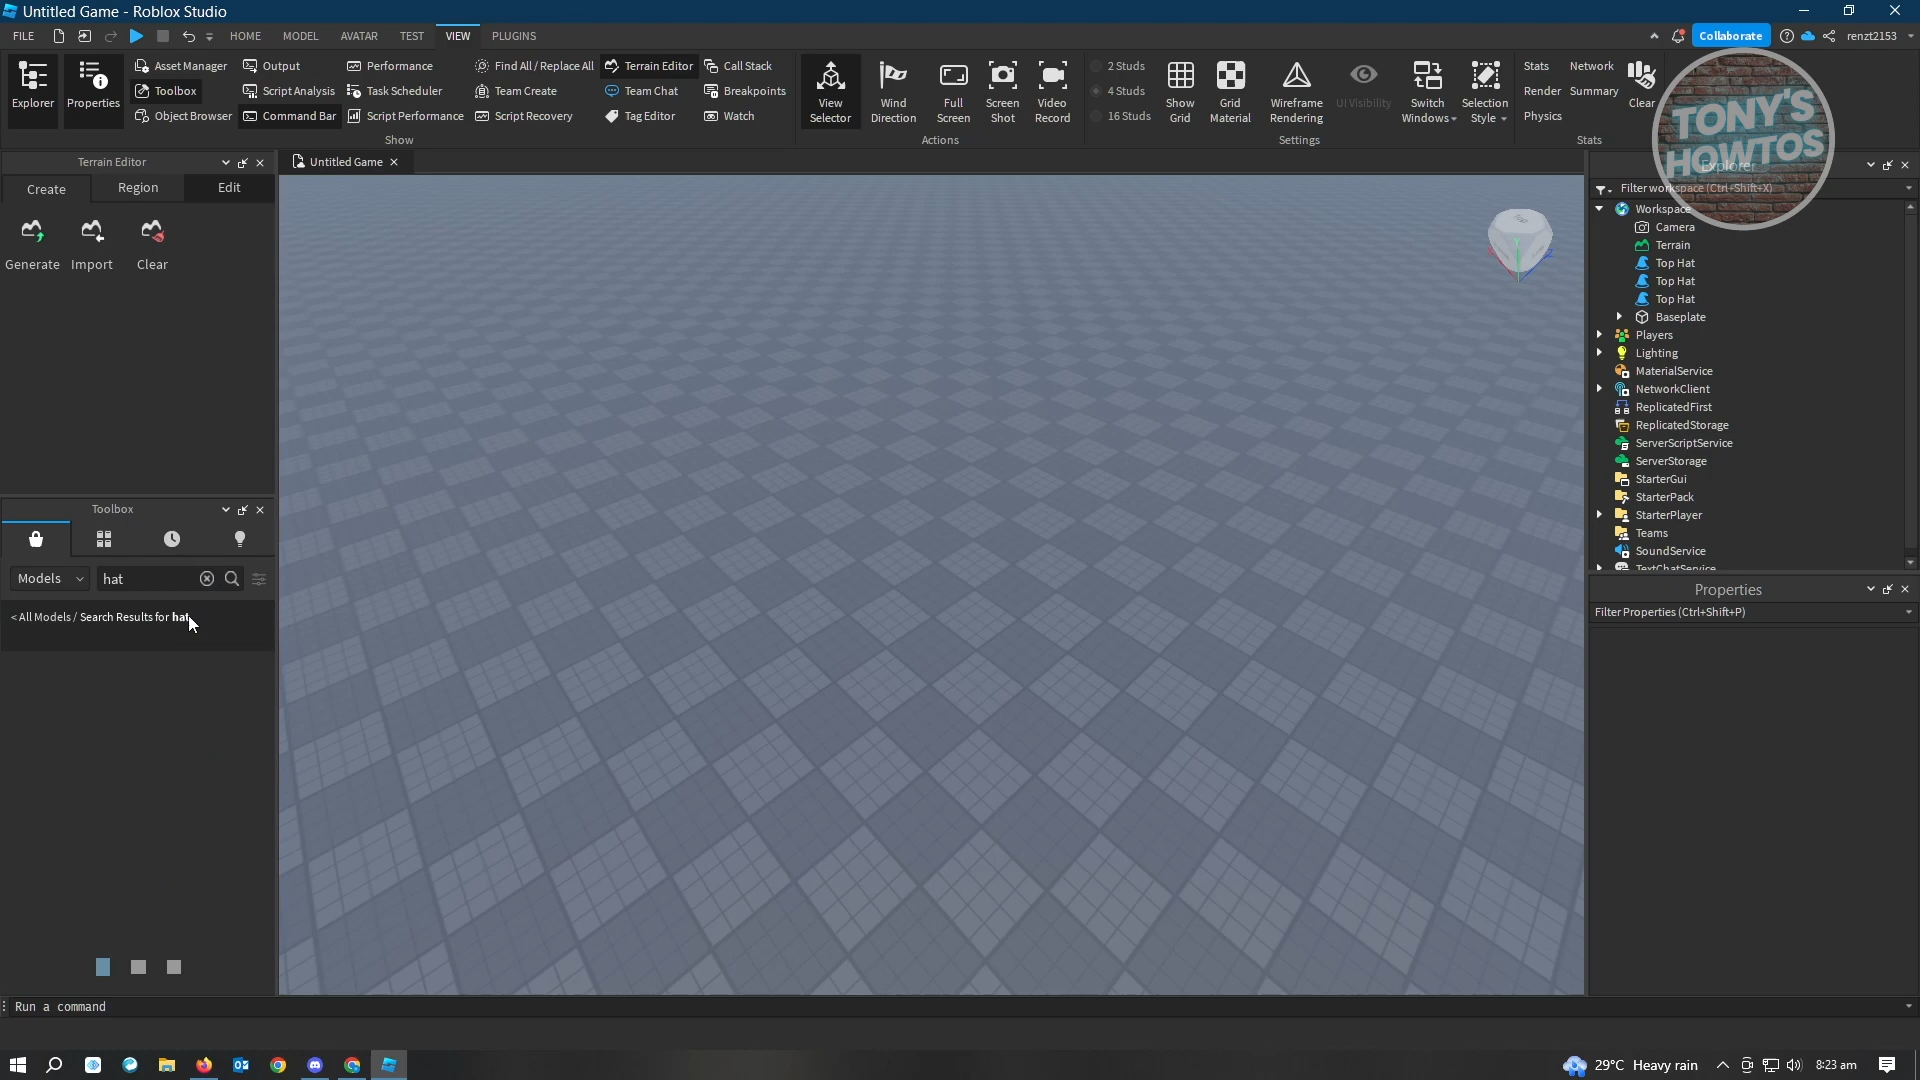 Untitled Game - Roblox Studio
FILE HOME MODEL AVATAR TEST VIEW PLUGINS Collaborate renzt2153
Explorer Properties
Asset Manager Output Performance Find All / Replace All Terrain Editor Call Stack
Toolbox Script Analysis Task Scheduler Team Create Team Chat Breakpoints
Object Browser Command Bar Script Performance Script Recovery Tag Editor Watch
Show
View Selector
Wind Direction
Full Screen
Screen Shot
Video Record
Actions
2 Studs
4 Studs
16 Studs
Show Grid
Grid Material
Wireframe Rendering
UI Visibility
Switch Windows
Selection Style
Settings
Stats Network
Render Summary
Physics
Clear
Stats
TONY'S
HOWTOS
Terrain Editor
Create Region Edit
Generate Import Clear
Untitled Game
Toolbox
Models hat
< All Models / Search Results for hat
Explorer
Filter workspace (Ctrl+Shift+X)
Workspace
Camera
Terrain
Top Hat
Top Hat
Top Hat
Baseplate
Players
Lighting
MaterialService
NetworkClient
ReplicatedFirst
ReplicatedStorage
ServerScriptService
ServerStorage
StarterGui
StarterPack
StarterPlayer
Teams
SoundService
TextChatService
Properties
Filter Properties (Ctrl+Shift+P)
Run a command
29°C Heavy rain 8:23 am